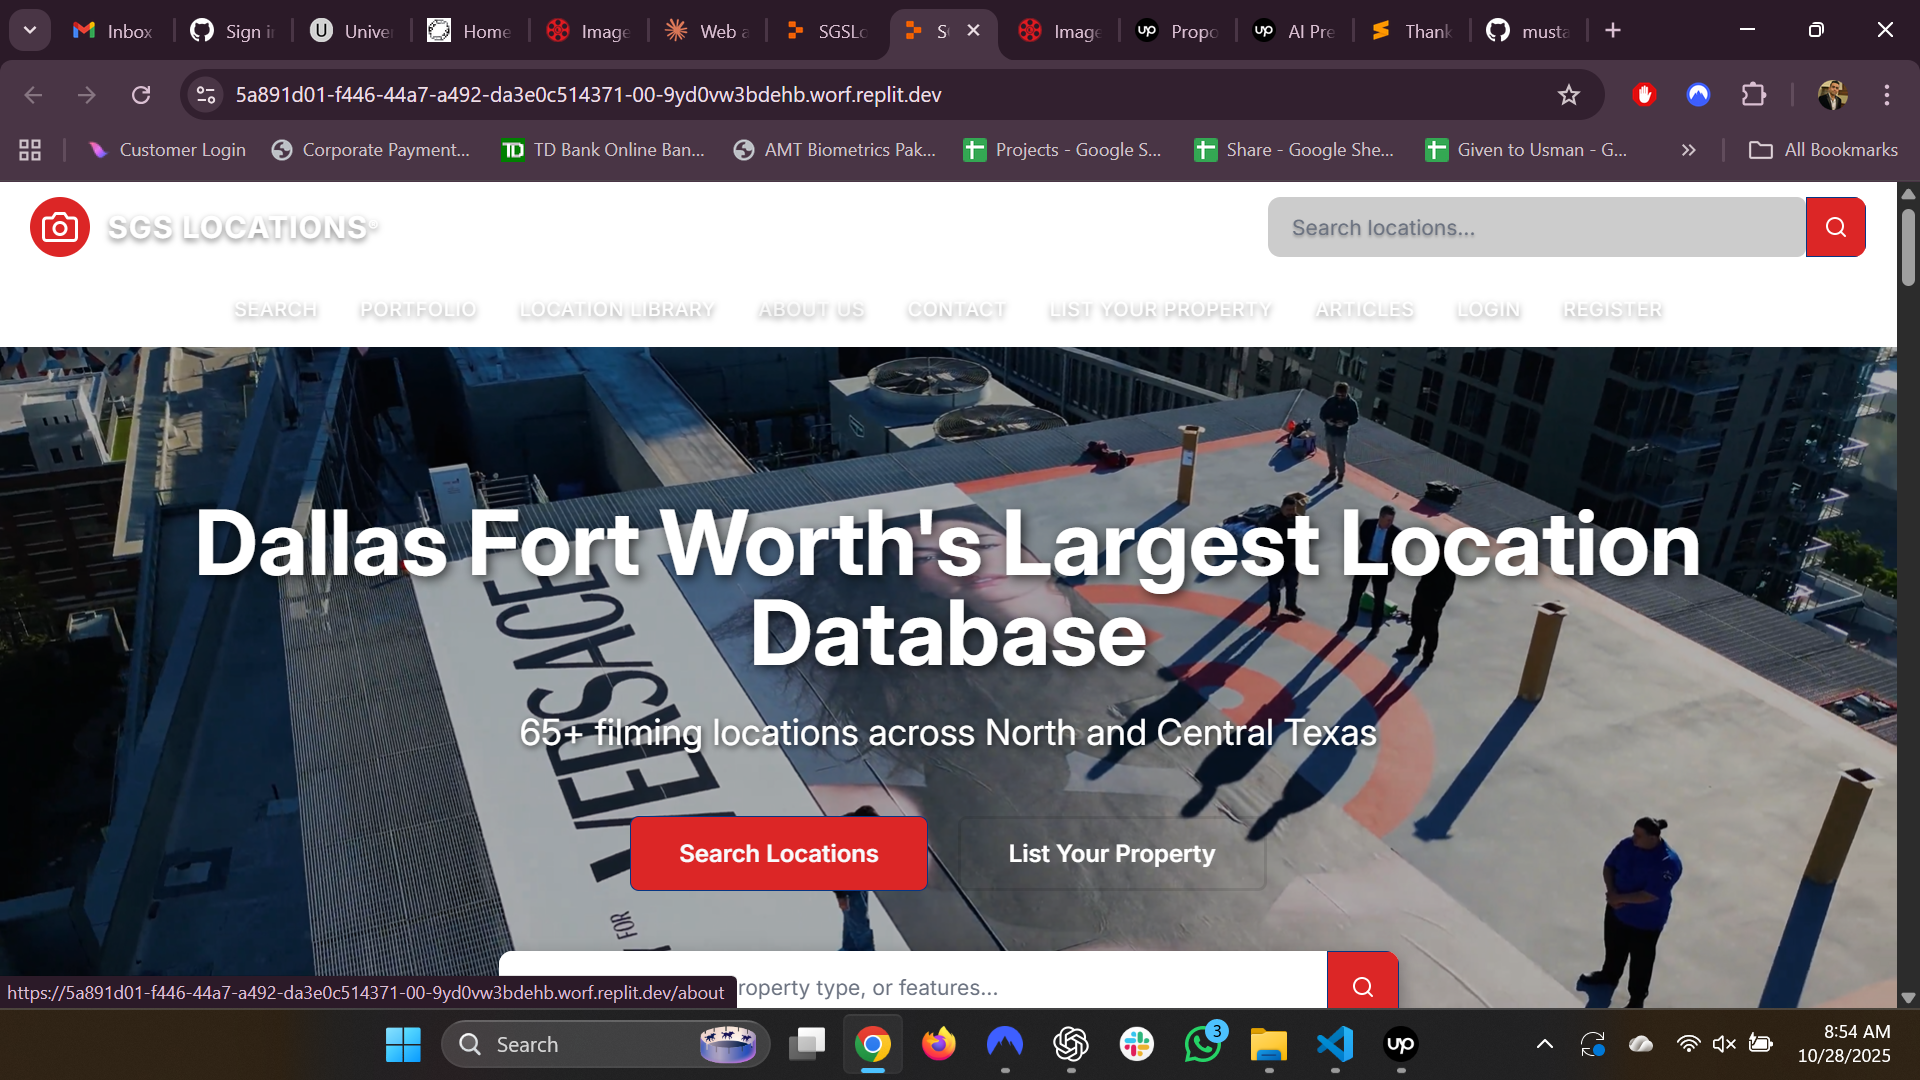 Inbox
Sign i
Unive
Home
Image
Web a
SGSLo
S
Image
Propo
AI Pre
Thank
musta
5a891d01-f446-44a7-a492-da3e0c514371-00-9yd0vw3bdehb.worf.replit.dev
Customer Login
Corporate Payment...
TD Bank Online Ban...
AMT Biometrics Pak...
Projects - Google S...
Share - Google She...
Given to Usman - G...
All Bookmarks
SGS LOCATIONS®
Search locations...
SEARCH
PORTFOLIO
LOCATION LIBRARY
ABOUT US
CONTACT
LIST YOUR PROPERTY
ARTICLES
LOGIN
REGISTER
Dallas Fort Worth's Largest Location
Database
65+ filming locations across North and Central Texas
VERSACE
FOR
Search Locations
List Your Property
roperty type, or features...
https://5a891d01-f446-44a7-a492-da3e0c514371-00-9yd0vw3bdehb.worf.replit.dev/about
Search
3
up
8:54 AM
10/28/2025